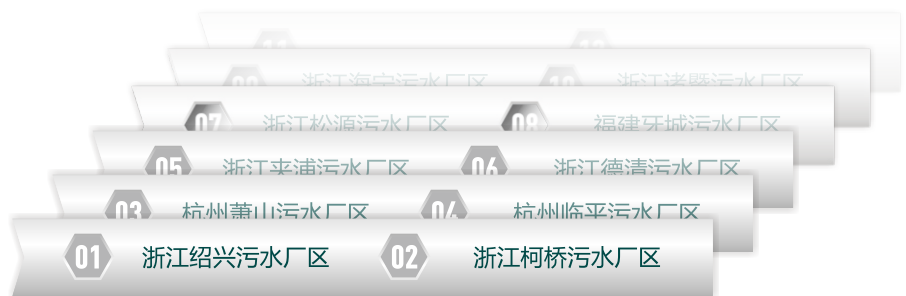 11 12
09 浙江海宁污水厂区 10 浙江诸暨污水厂区
07 浙江松源污水厂区 08 福建牙城污水厂区
05 浙江夹浦污水厂区 06 浙江德清污水厂区
03 杭州萧山污水厂区 04 杭州临平污水厂区
01 浙江绍兴污水厂区 02 浙江柯桥污水厂区